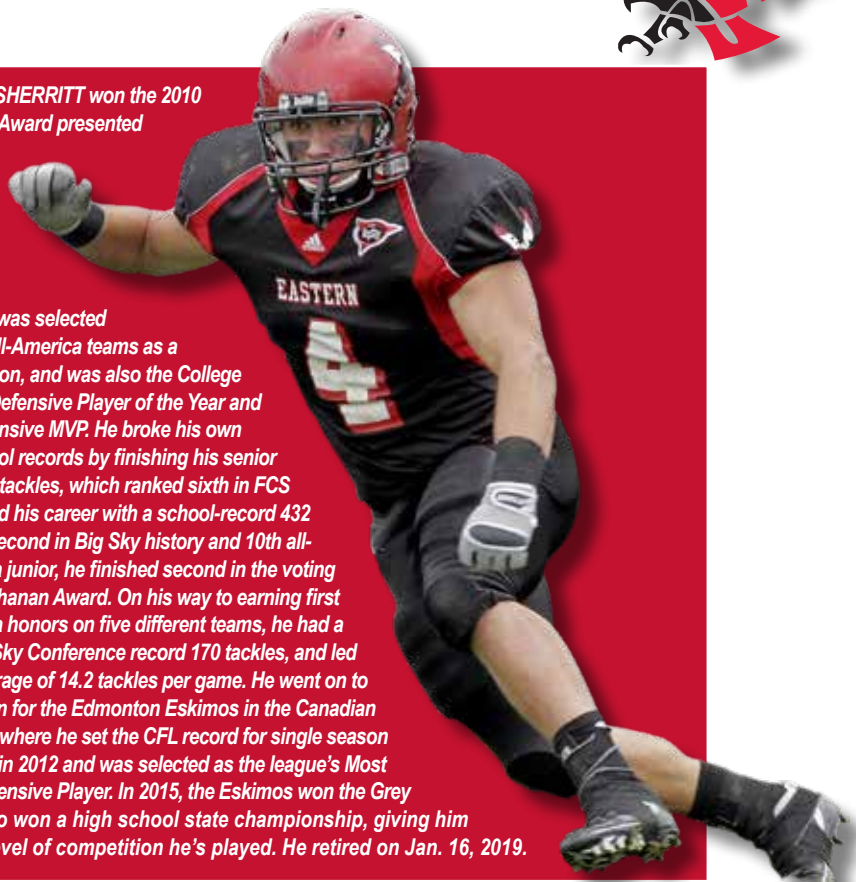 SHERRITT won the 2010
Award presented
was selected
ll-America teams as a
on, and was also the College
Defensive Player of the Year and
nsive MVP. He broke his own
ol records by finishing his senior
tackles, which ranked sixth in FCS
d his career with a school-record 432
econd in Big Sky history and 10th all-
junior, he finished second in the voting
hanan Award. On his way to earning first
honors on five different teams, he had a
Sky Conference record 170 tackles, and led
rage of 14.2 tackles per game. He went on to
n for the Edmonton Eskimos in the Canadian
where he set the CFL record for single season
in 2012 and was selected as the league's Most
ensive Player. In 2015, the Eskimos won the Grey
o won a high school state championship, giving him
vel of competition he's played. He retired on Jan. 16, 2019.
EASTERN
4